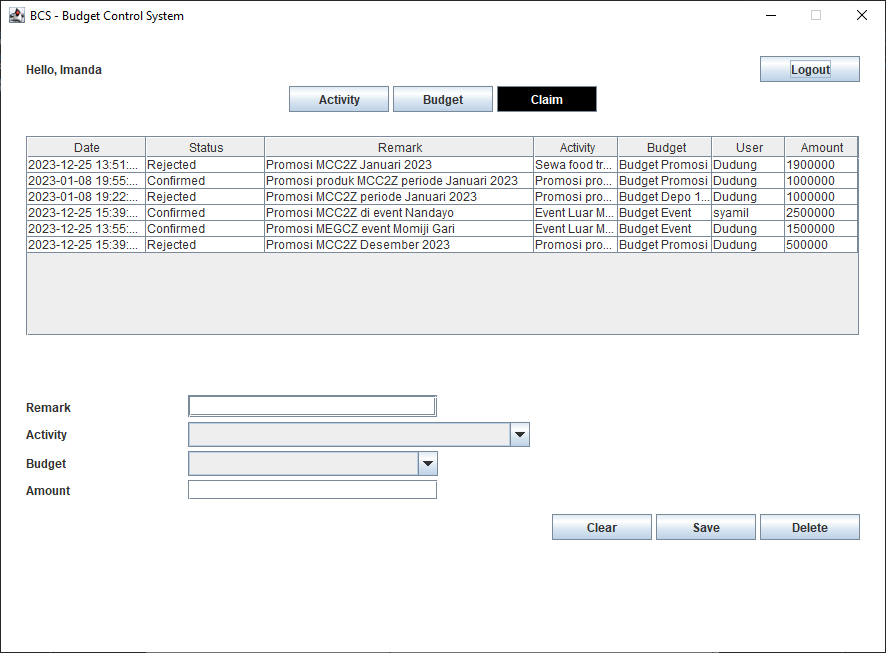 BCS - Budget Control System
Hello, Imanda
Logout
Activity Budget Claim
Date Status Remark Activity Budget User Amount
2023-12-25 13:51:... Rejected Promosi MCC2Z Januari 2023 Sewa food tr... Budget Promosi Dudung 1900000
2023-01-08 19:55:... Confirmed Promosi produk MCC2Z periode Januari 2023 Promosi pro... Budget Promosi Dudung 1000000
2023-01-08 19:22:... Rejected Promosi MCC2Z periode Januari 2023 Promosi pro... Budget Depo 1... Dudung 1000000
2023-12-25 15:39:... Confirmed Promosi MCC2Z di event Nandayo Event Luar M... Budget Event syamil 2500000
2023-12-25 13:55:... Confirmed Promosi MEGCZ event Momiji Gari Event Luar M... Budget Event Dudung 1500000
2023-12-25 15:39:... Rejected Promosi MCC2Z Desember 2023 Promosi pro... Budget Promosi Dudung 500000
Remark
Activity
Budget
Amount
Clear Save Delete